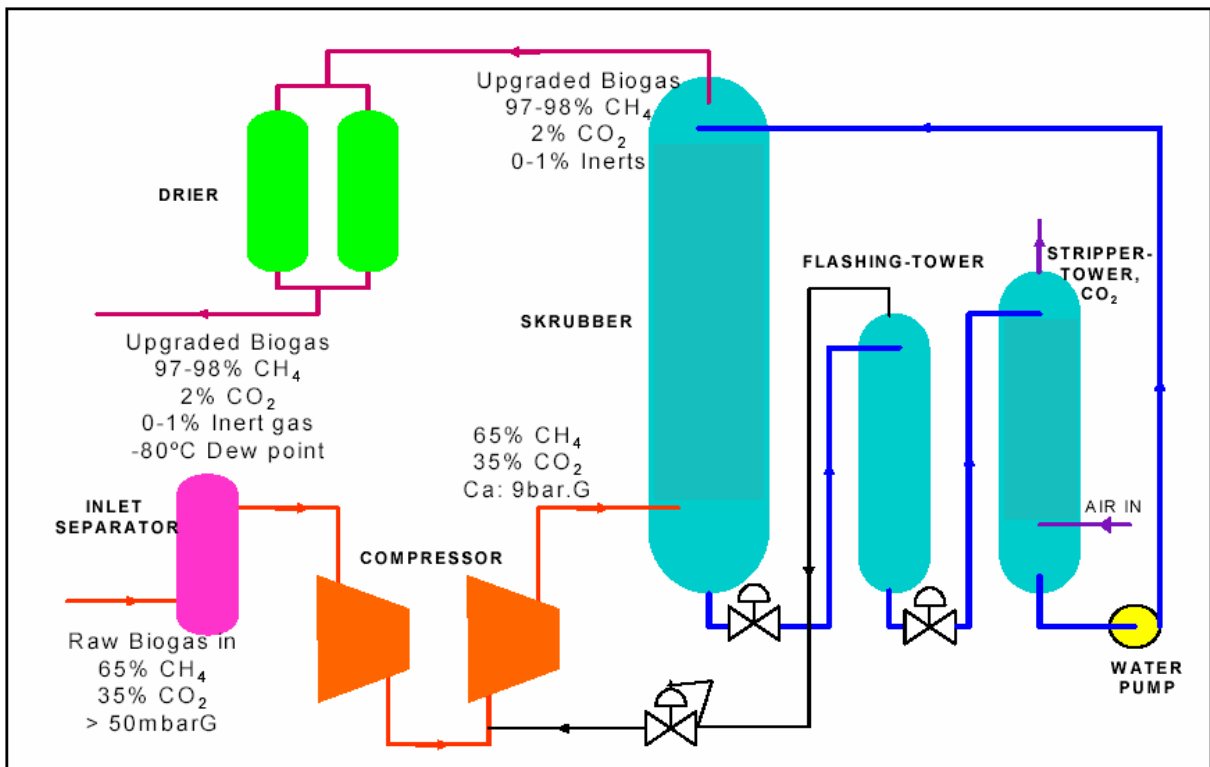 Upgraded Biogas
97-98% CH₄
2% CO₂
0-1% Inerts
DRIER
FLASHING-TOWER
STRIPPER-
TOWER,
CO₂
SKRUBBER
Upgraded Biogas
97-98% CH₄
2% CO₂
0-1% Inert gas
-80ºC Dew point
65% CH₄
35% CO₂
Ca: 9bar.G
INLET
SEPARATOR
AIR IN
COMPRESSOR
Raw Biogas in
65% CH₄
35% CO₂
> 50mbarG
WATER
PUMP